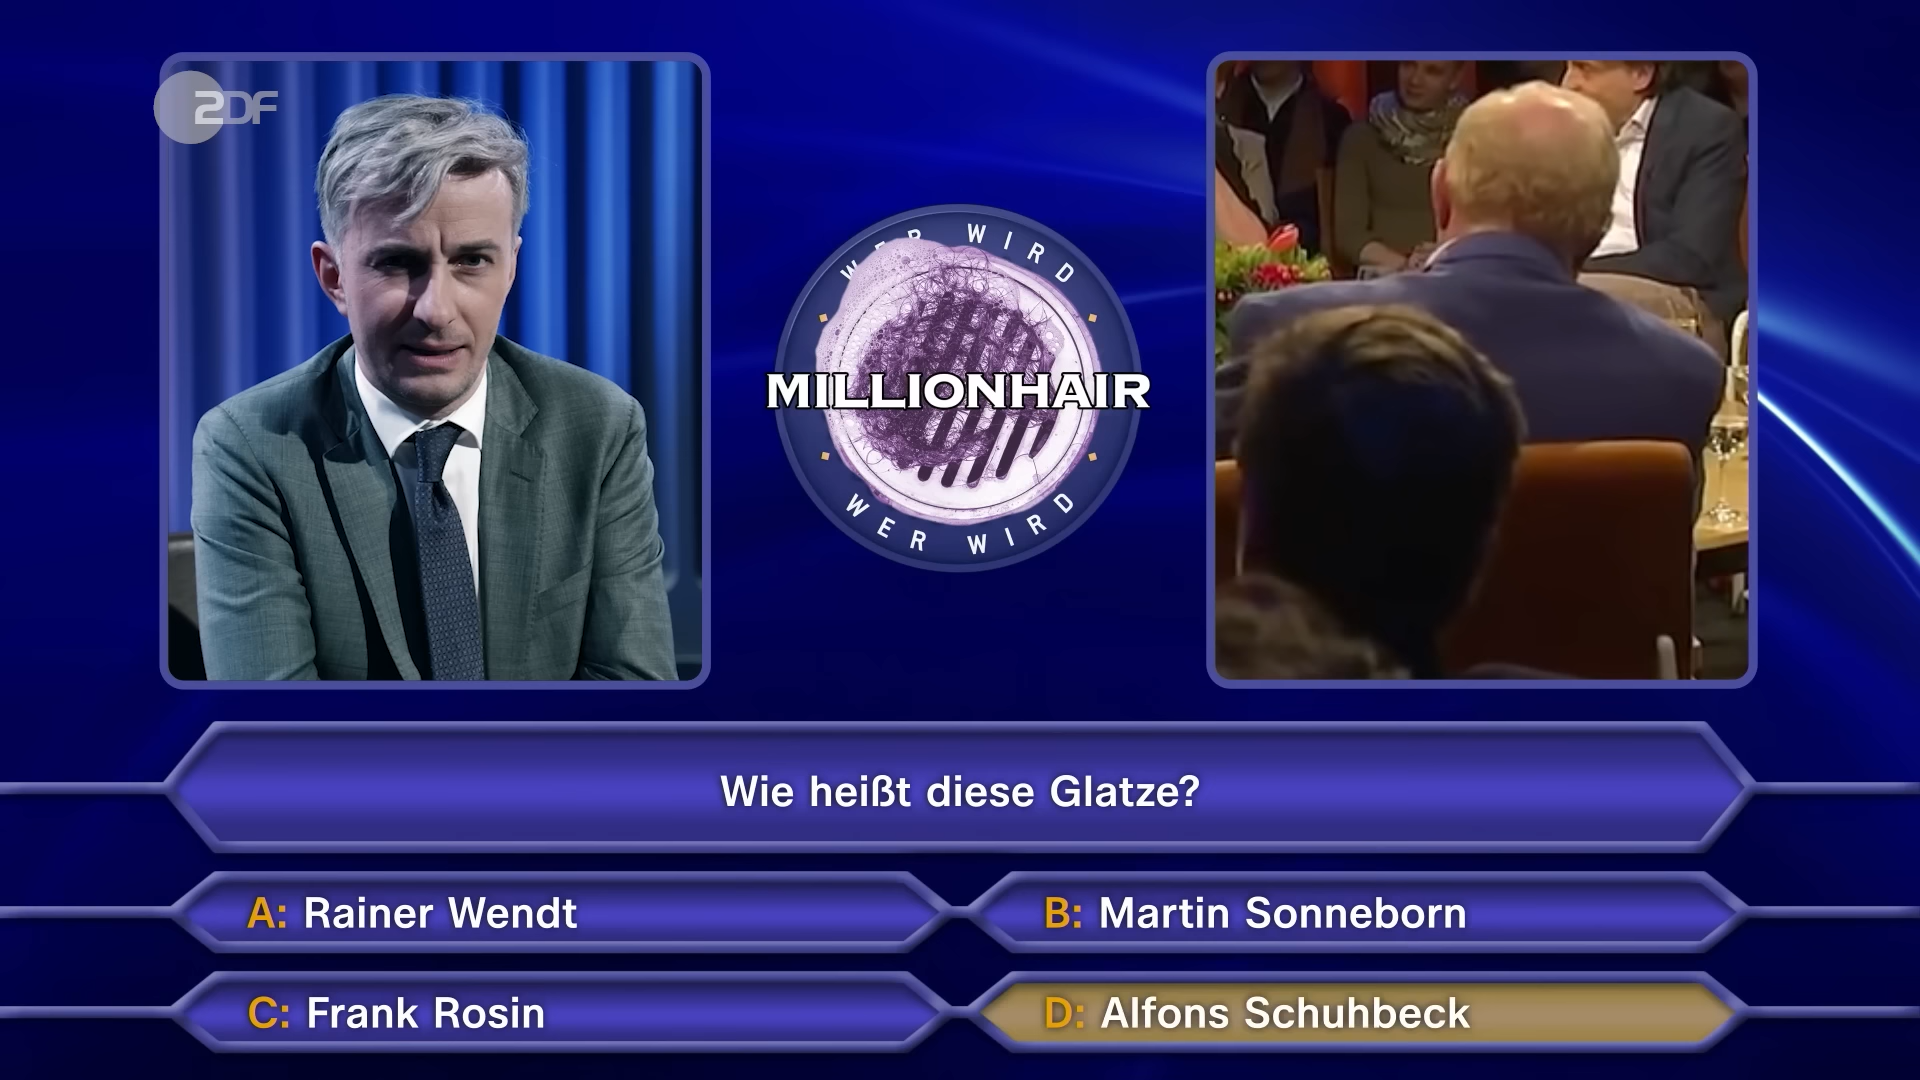 ZDF
WER WIRD
MILLIONHAIR
WER WIRD
Wie heißt diese Glatze?
A: Rainer Wendt
B: Martin Sonneborn
C: Frank Rosin
D: Alfons Schuhbeck